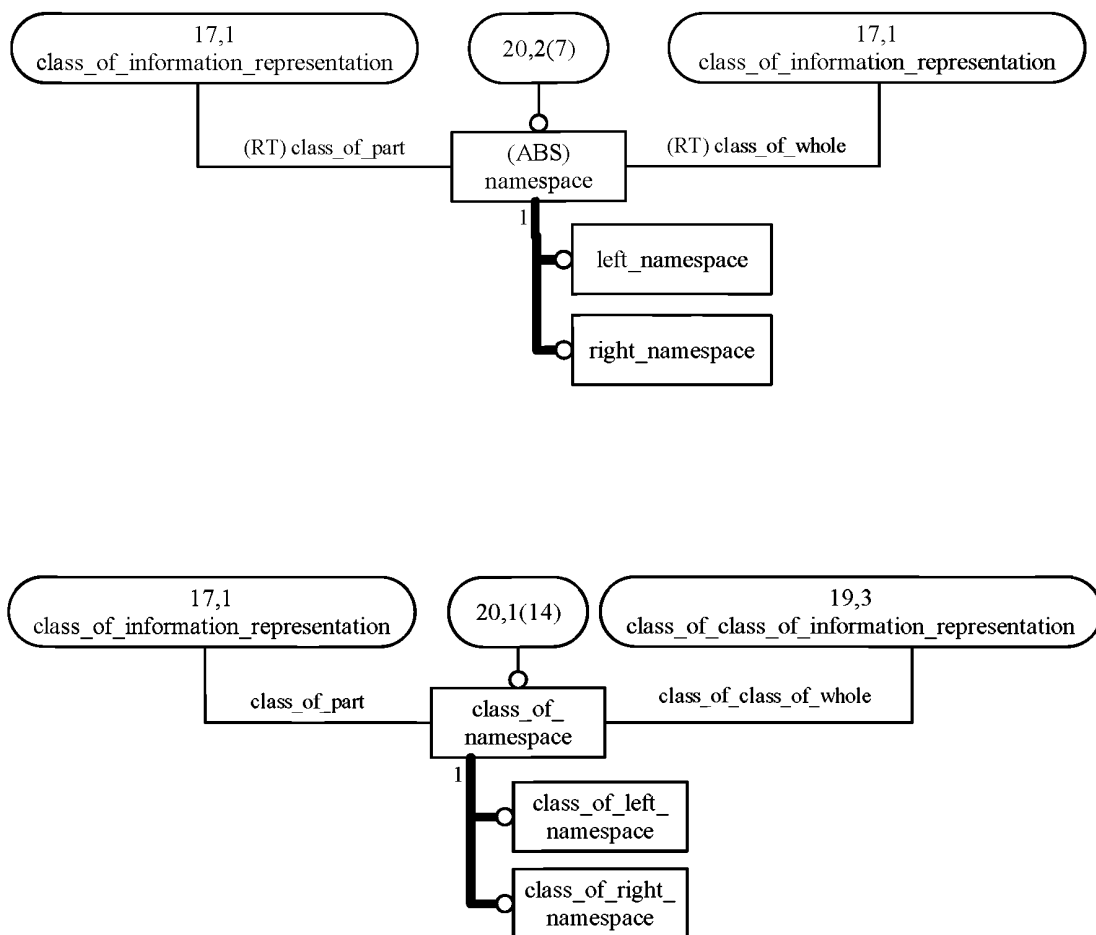 17,1
class_of_information_representation
20,2(7)
17,1
class_of_information_representation
(RT) class_of_part
(ABS)
namespace
(RT) class_of_whole
1
left_namespace
right_namespace
17,1
class_of_information_representation
20,1(14)
19,3
class_of_class_of_information_representation
class_of_part
class_of_
namespace
class_of_class_of_whole
1
class_of_left_
namespace
class_of_right_
namespace